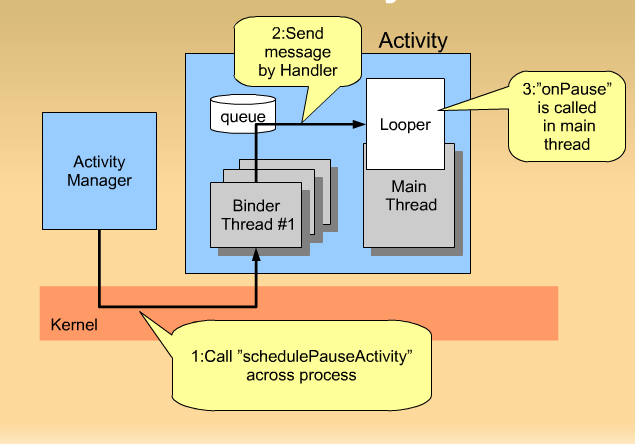 2:Send
message
by Handler
Activity
queue
Looper
3:”onPause”
is called
in main
thread
Activity
Manager
Binder
Thread #1
Main
Thread
Kernel
1:Call ”schedulePauseActivity”
across process